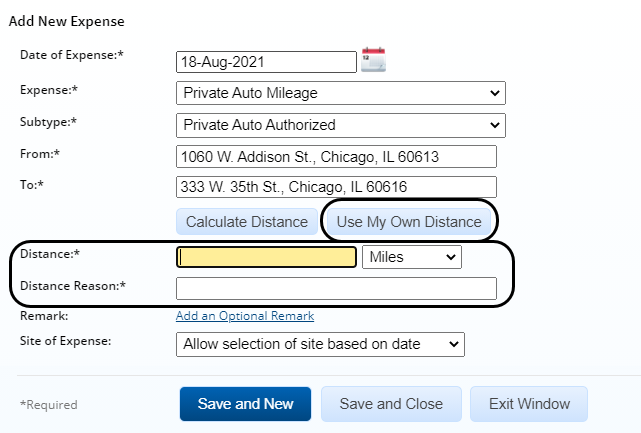 Add New Expense
Date of Expense:* 18-Aug-2021 12
Expense:* Private Auto Mileage
Subtype:* Private Auto Authorized
From:* 1060 W. Addison St., Chicago, IL 60613
To:* 333 W. 35th St., Chicago, IL 60616
Calculate Distance Use My Own Distance
Distance:* Miles
Distance Reason:*
Remark: Add an Optional Remark
Site of Expense: Allow selection of site based on date
*Required Save and New Save and Close Exit Window